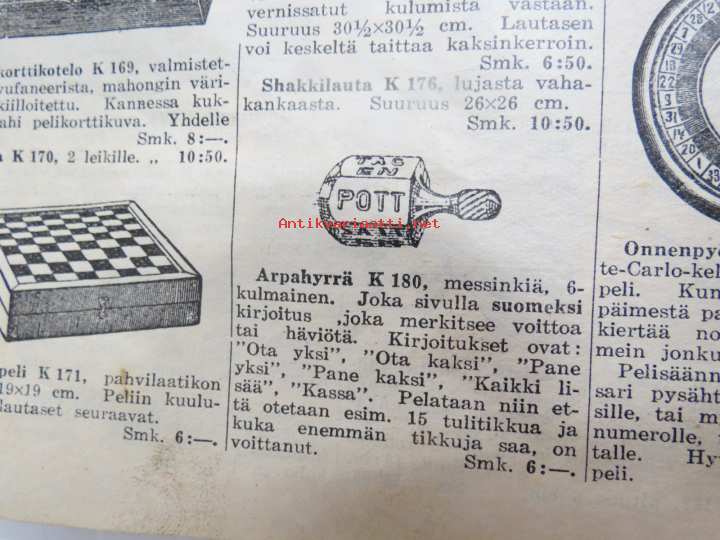 korttikotelo K 169, valmistet-
vufaneerista, mahongin väri-
kiilloitettu. Kannessa kuk-
tahi pelikorttikuva. Yhdelle
Smk. 8:—.
K 170, 2 leikille. „ 10:50.
peli K 171, pahvilaatikon
19×19 cm. Peliin kuulu-
lautaset seuraavat.
Smk. 6:—.
vernissatut kulumista vastaan.
Suuruus 30½×30½ cm. Lautasen
voi keskeltä taittaa kaksinkerroin.
Smk. 6:50.
Shakkilauta K 176, lujasta vaha-
kankaasta. Suuruus 26×26 cm.
Smk. 10:50.
TAS
EN
POTT
Antikvariaatti.net
Arpahyrrä K 180, messinkiä, 6-
kulmainen. Joka sivulla suomeksi
kirjoitus ,joka merkitsee voittoa
tai häviötä. Kirjoitukset ovat:
"Ota yksi", "Ota kaksi", "Pane
yksi", "Pane kaksi", "Kaikki li-
sää", "Kassa". Pelataan niin et-
tä otetaan esim. 15 tulitikkua ja
kuka enemmän tikkuja saa, on
voittanut.
Smk. 6:—.
Onnenpyö
te-Carlo-kel
peli. Kun
päimestä pa
kiertää no
mein jonku
Pelisäänn
sari pysäht
sille, tai m
numerolle,
talle. Hy
peli.